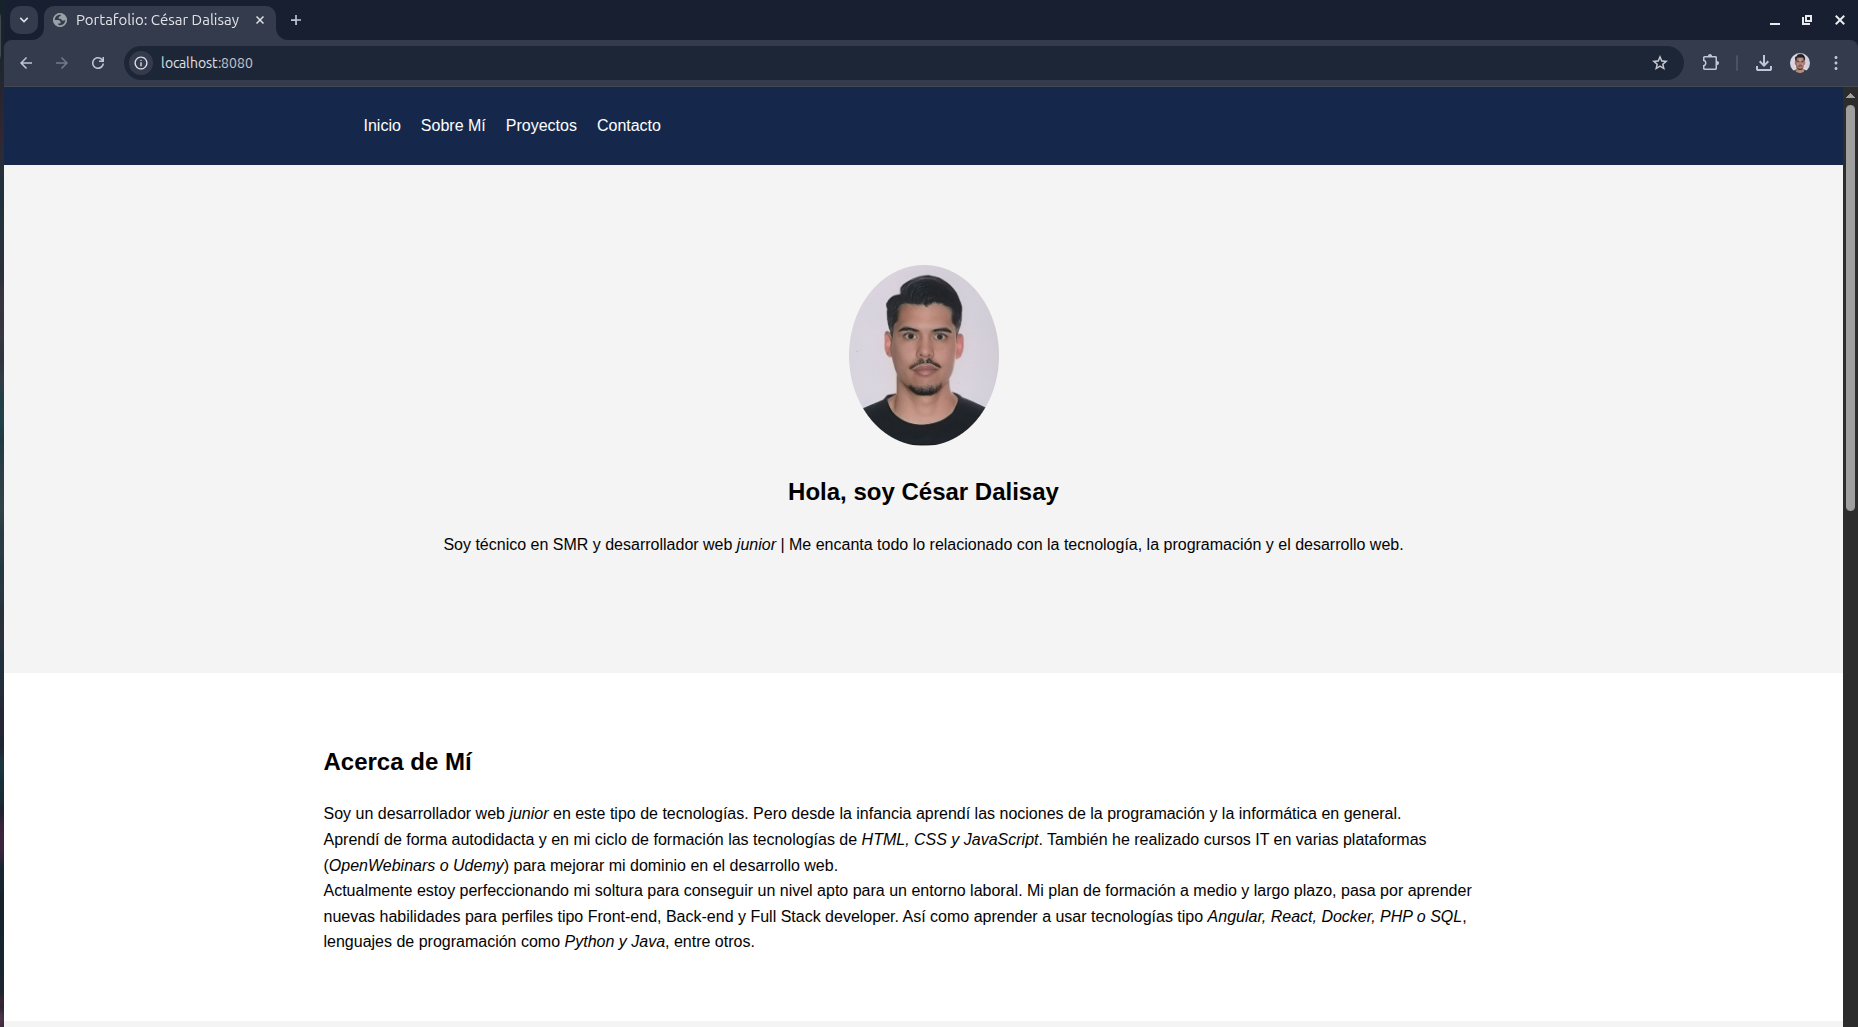 Portafolio: César Dalisay
localhost:8080
Inicio Sobre Mí Proyectos Contacto
Hola, soy César Dalisay
Soy técnico en SMR y desarrollador web junior | Me encanta todo lo relacionado con la tecnología, la programación y el desarrollo web.
Acerca de Mí
Soy un desarrollador web junior en este tipo de tecnologías. Pero desde la infancia aprendí las nociones de la programación y la informática en general.
Aprendí de forma autodidacta y en mi ciclo de formación las tecnologías de HTML, CSS y JavaScript. También he realizado cursos IT en varias plataformas
(OpenWebinars o Udemy) para mejorar mi dominio en el desarrollo web.
Actualmente estoy perfeccionando mi soltura para conseguir un nivel apto para un entorno laboral. Mi plan de formación a medio y largo plazo, pasa por aprender
nuevas habilidades para perfiles tipo Front-end, Back-end y Full Stack developer. Así como aprender a usar tecnologías tipo Angular, React, Docker, PHP o SQL,
lenguajes de programación como Python y Java, entre otros.